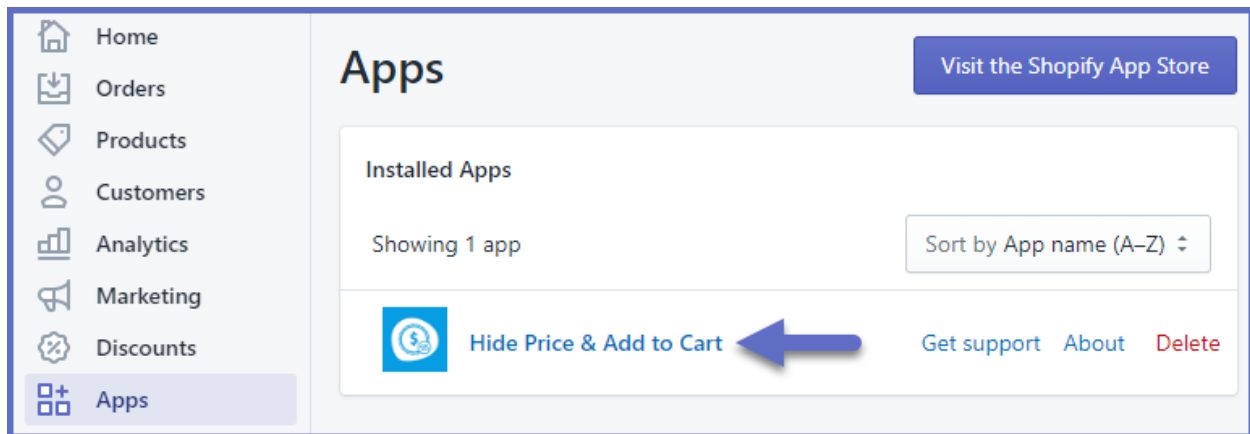 Home
Orders
Products
Customers
Analytics
Marketing
Discounts
Apps
Apps
Visit the Shopify App Store
Installed Apps
Showing 1 app
Sort by App name (A–Z)
$
Hide Price & Add to Cart
Get support About Delete